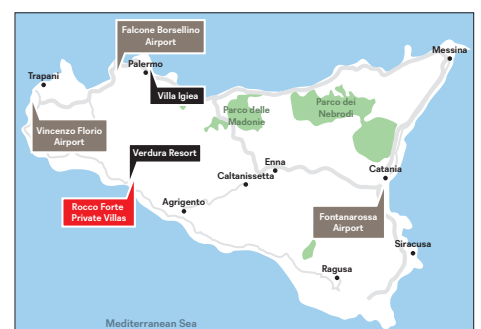 Falcone Borsellino
Airport
Messina
Palermo
Trapani
Villa Igiea
Parco delle
Madonie
Parco dei
Nebrodi
Vincenzo Florio
Airport
Verdura Resort
Enna
Caltanissetta
Catania
Rocco Forte
Private Villas
Agrigento
Fontanarossa
Airport
Siracusa
Ragusa
Mediterranean Sea